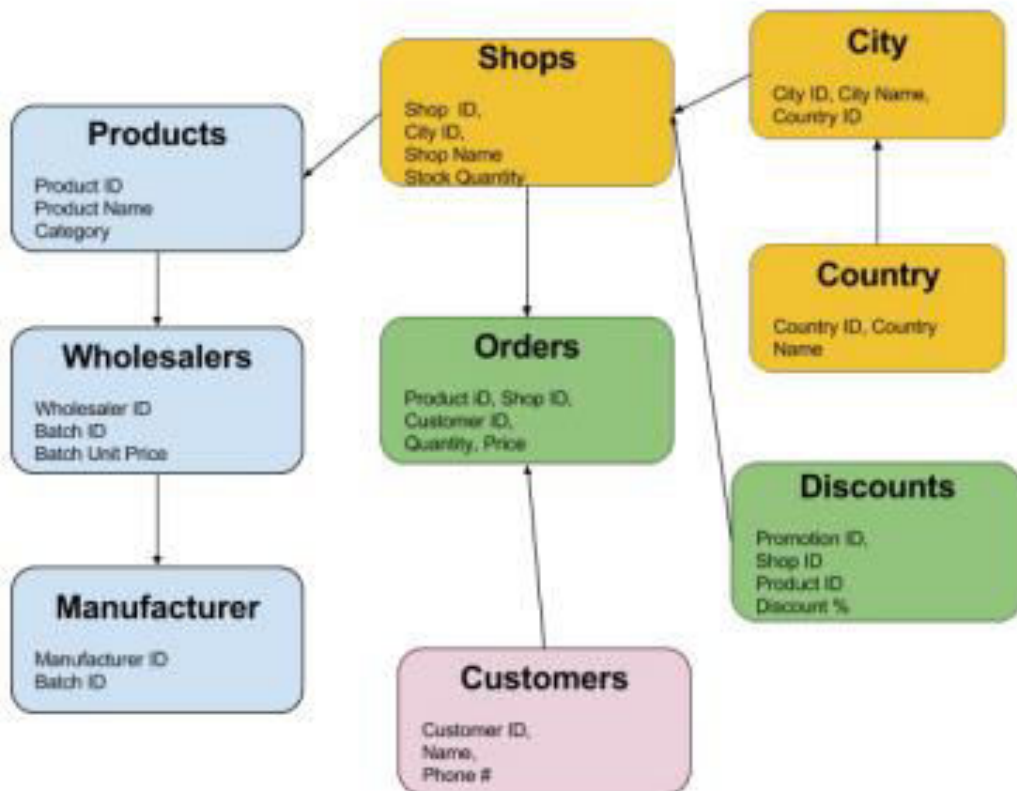 Shops
Shop ID,
City ID,
Shop Name
Stock Quantity
City
City ID, City Name,
Country ID
Products
Product ID
Product Name
Category
Country
Country ID, Country
Name
Wholesalers
Wholesaler ID
Batch ID
Batch Unit Price
Orders
Product iD, Shop ID,
Customer ID,
Quantity, Price
Discounts
Promotion ID,
Shop ID
Product ID
Discount %
Manufacturer
Manufacturer ID
Batch ID
Customers
Customer ID,
Name,
Phone #